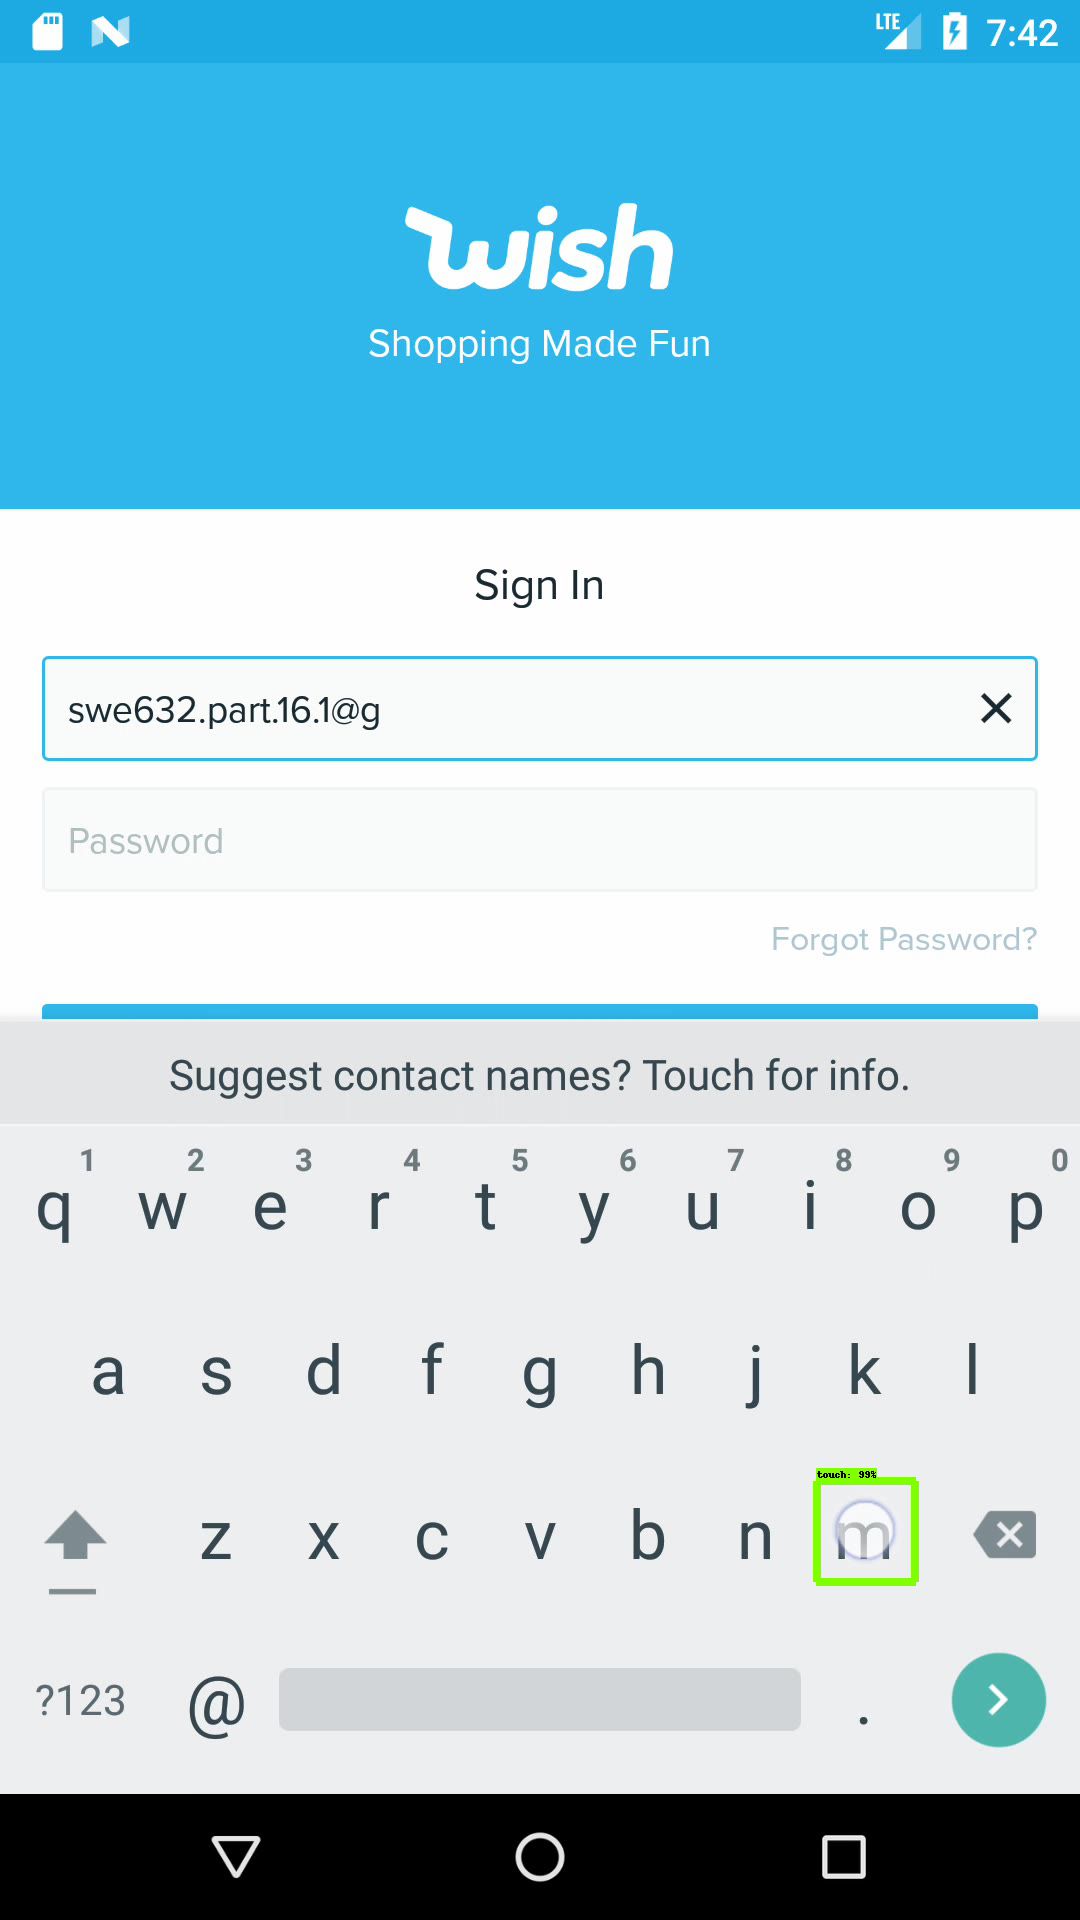 LTE 7:42
wish
Shopping Made Fun
Sign In
swe632.part.16.1@g
Password
Forgot Password?
Suggest contact names? Touch for info.
1 2 3 4 5 6 7 8 9 0
q w e r t y u i o p
a s d f g h j k l
touch: 99%
z x c v b n m
?123 @ .